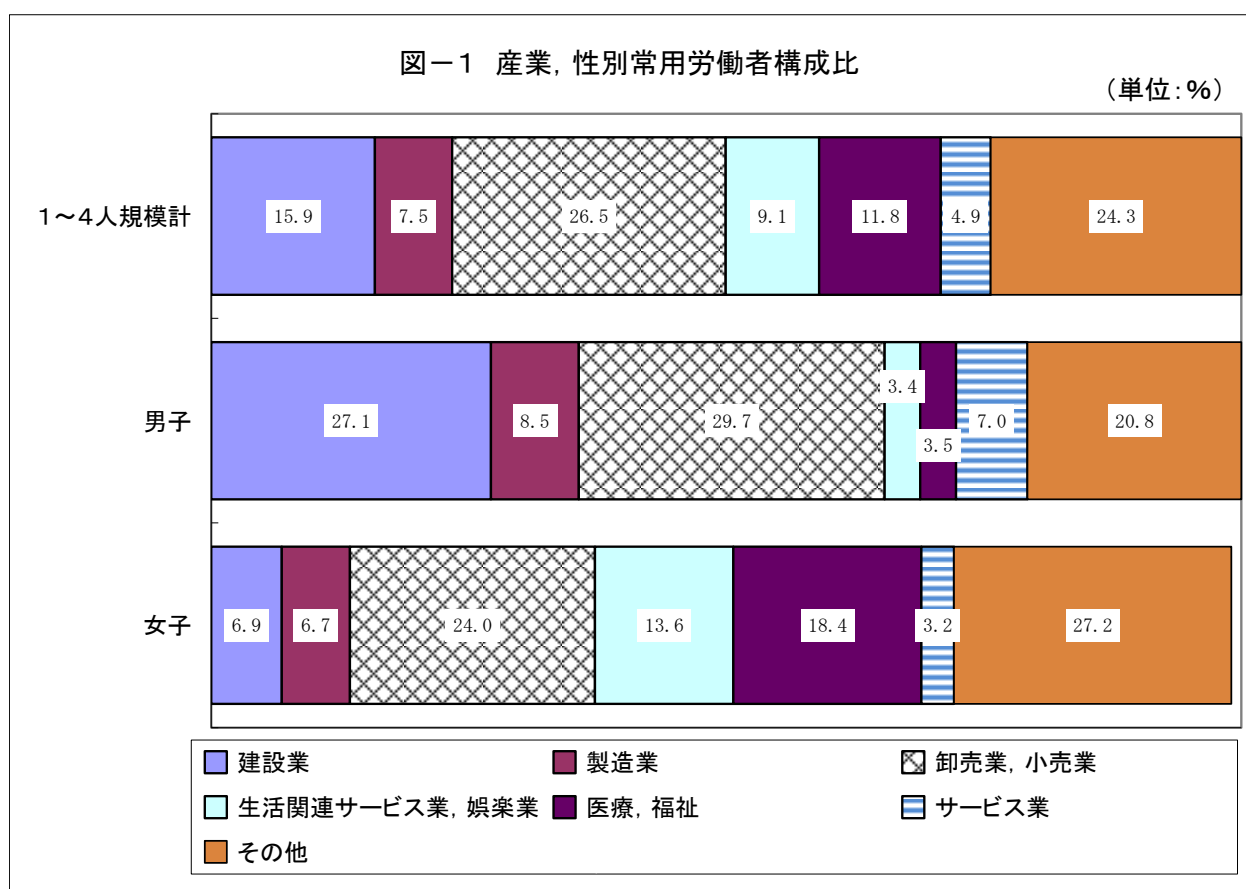 図－1 産業，性別常用労働者構成比
（単位：％）
1～4人規模計
15.9 7.5 26.5 9.1 11.8 4.9 24.3
男子
27.1 8.5 29.7 3.4 3.5 7.0 20.8
女子
6.9 6.7 24.0 13.6 18.4 3.2 27.2
建設業 製造業 卸売業，小売業
生活関連サービス業，娯楽業 医療，福祉 サービス業
その他